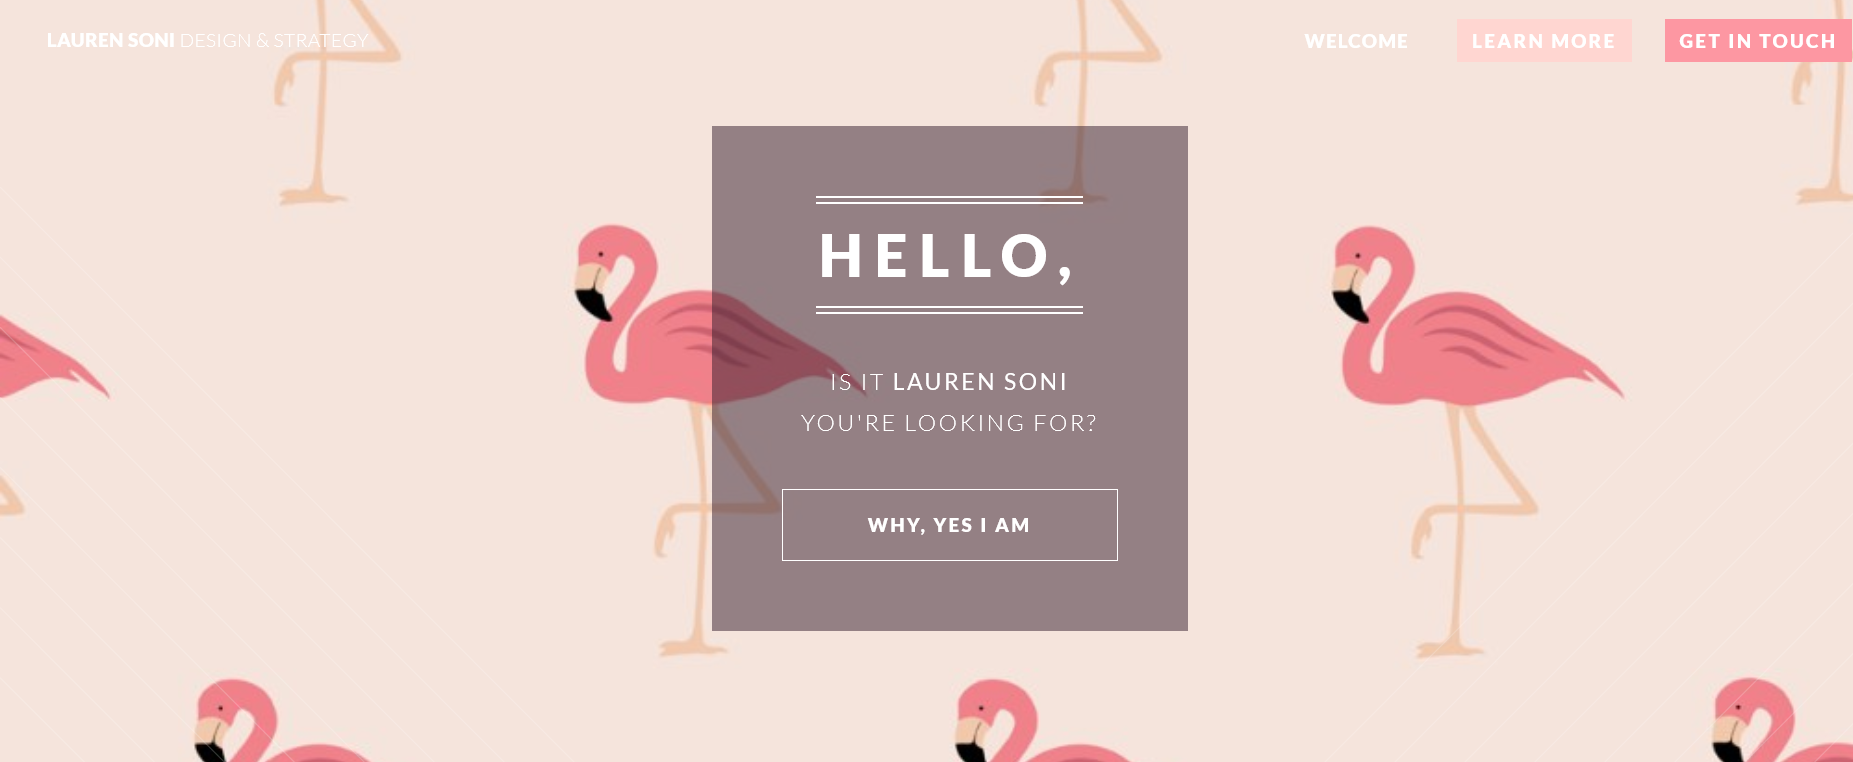 LAUREN SONI DESIGN & STRATEGY
WELCOME
LEARN MORE
GET IN TOUCH
HELLO,
IS IT LAUREN SONI
YOU'RE LOOKING FOR?
WHY, YES I AM